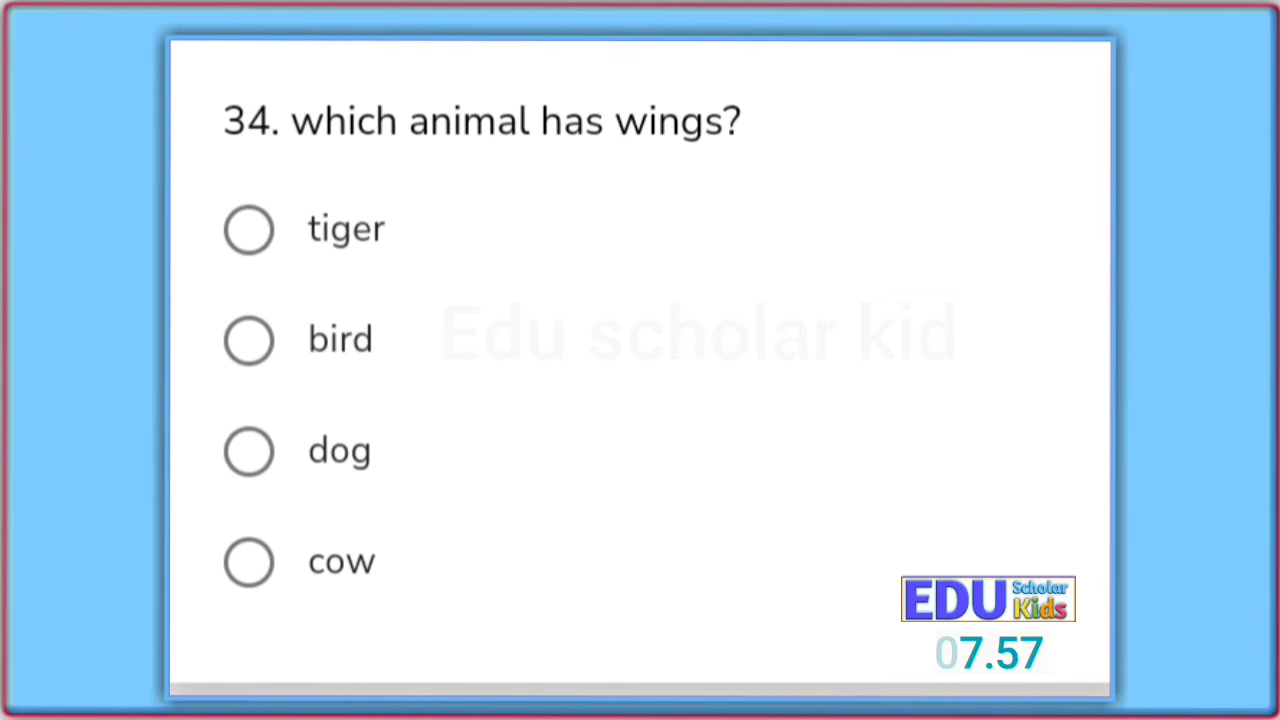 34. which animal has wings?
tiger
bird
Edu scholar kid
dog
cow
EDU Scholar Kids
07.57